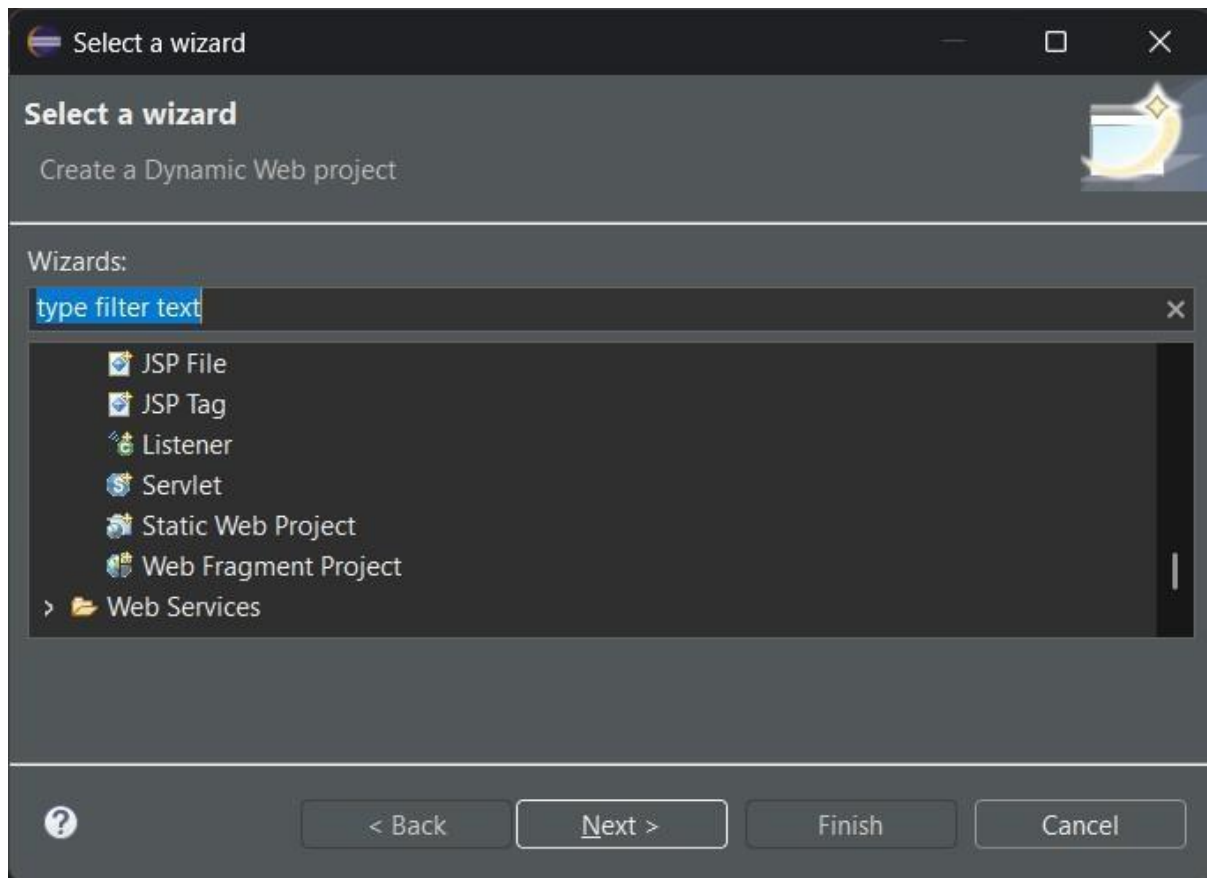 Select a wizard
Select a wizard
Create a Dynamic Web project
Wizards:
type filter text
JSP File
JSP Tag
Listener
Servlet
Static Web Project
Web Fragment Project
Web Services
< Back Next > Finish Cancel